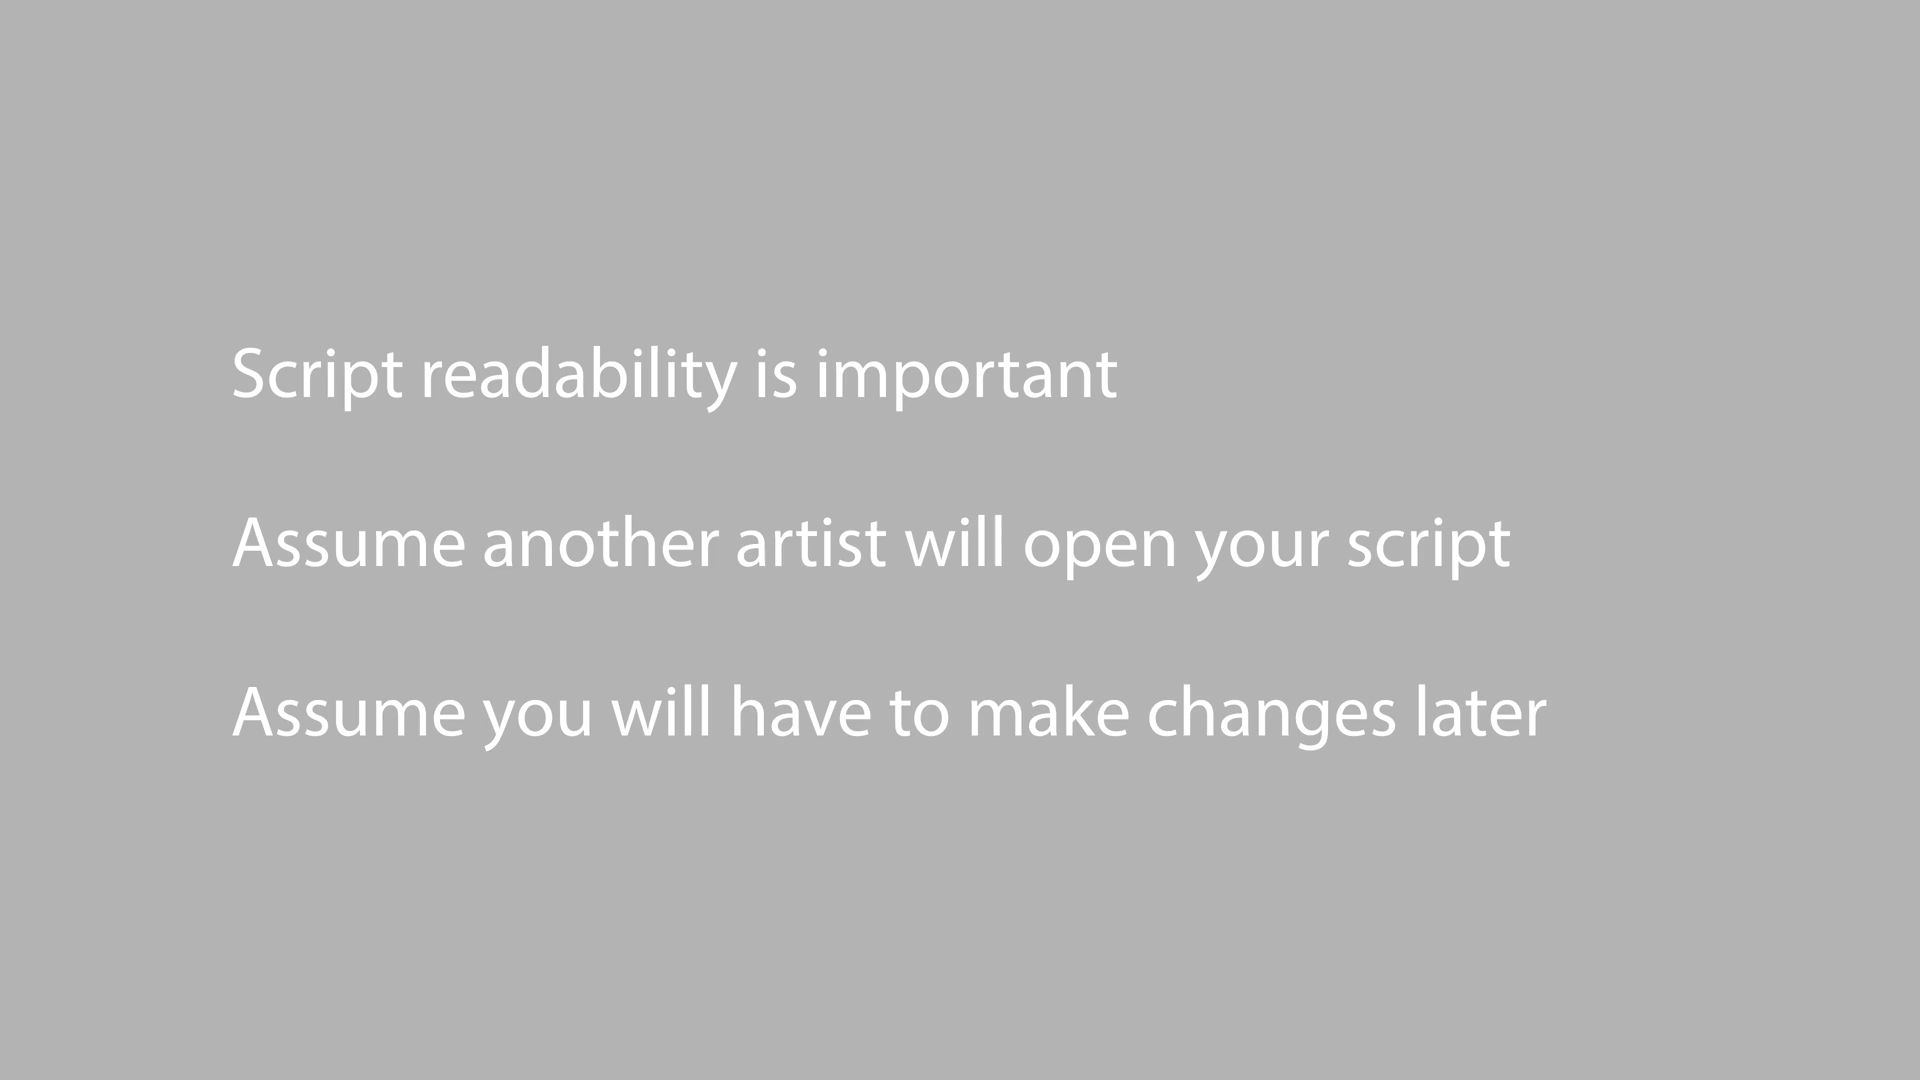 Script readability is important
Assume another artist will open your script
Assume you will have to make changes later